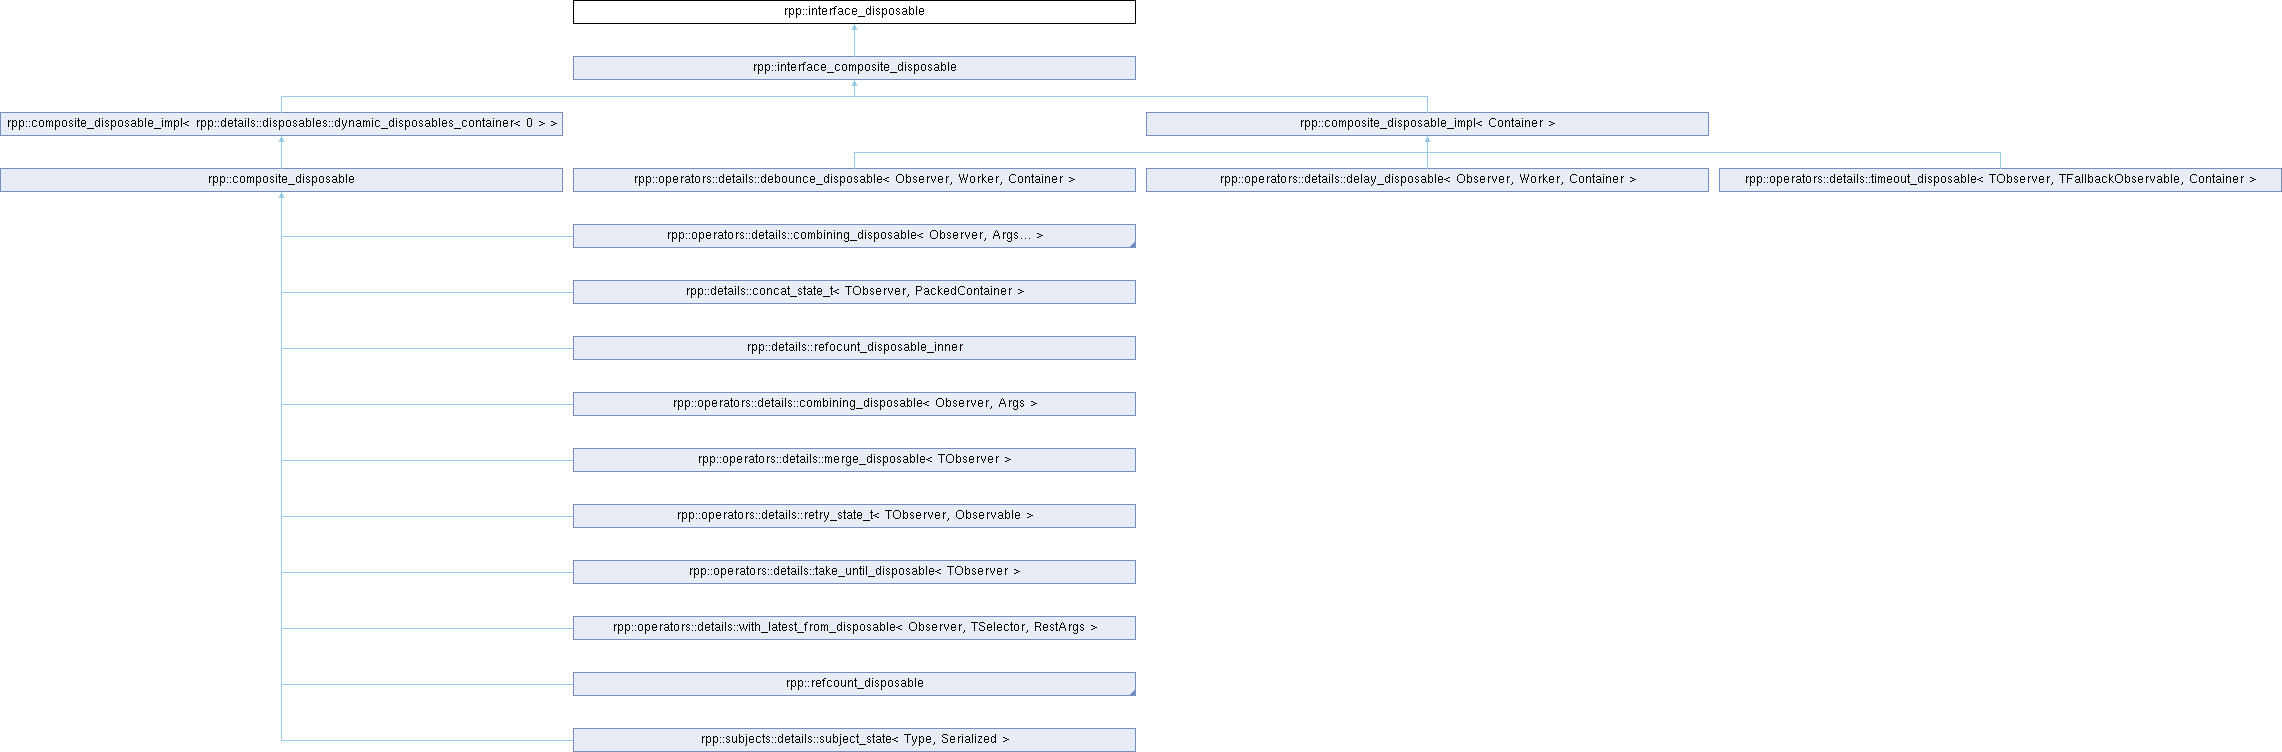 rpp::interface_disposable
rpp::interface_composite_disposable
rpp::composite_disposable_impl< rpp::details::disposables::dynamic_disposables_container< 0 > >
rpp::composite_disposable_impl< Container >
rpp::composite_disposable
rpp::operators::details::debounce_disposable< Observer, Worker, Container >
rpp::operators::details::delay_disposable< Observer, Worker, Container >
rpp::operators::details::timeout_disposable< TObserver, TFallbackObservable, Container >
rpp::operators::details::combining_disposable< Observer, Args... >
rpp::details::concat_state_t< TObserver, PackedContainer >
rpp::details::refocunt_disposable_inner
rpp::operators::details::combining_disposable< Observer, Args >
rpp::operators::details::merge_disposable< TObserver >
rpp::operators::details::retry_state_t< TObserver, Observable >
rpp::operators::details::take_until_disposable< TObserver >
rpp::operators::details::with_latest_from_disposable< Observer, TSelector, RestArgs >
rpp::refcount_disposable
rpp::subjects::details::subject_state< Type, Serialized >